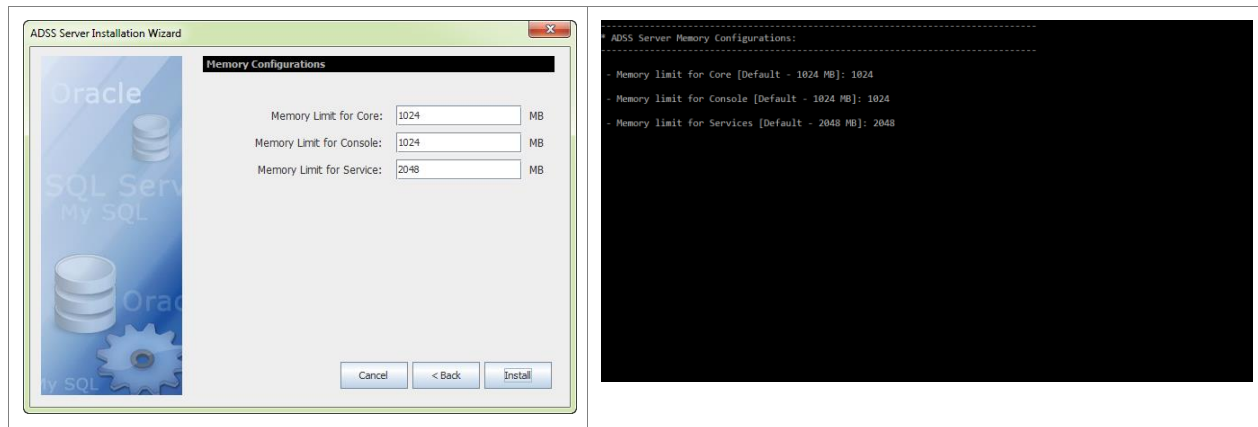 ADSS Server Installation Wizard
Memory Configurations
Oracle
SQL Serv
My SQL
Orac
My SQL
Memory Limit for Core: 1024 MB
Memory Limit for Console: 1024 MB
Memory Limit for Service: 2048 MB
Cancel < Back Install
--------------------------------------------------------------------------------
* ADSS Server Memory Configurations:
--------------------------------------------------------------------------------
- Memory limit for Core [Default - 1024 MB]: 1024
- Memory limit for Console [Default - 1024 MB]: 1024
- Memory limit for Services [Default - 2048 MB]: 2048